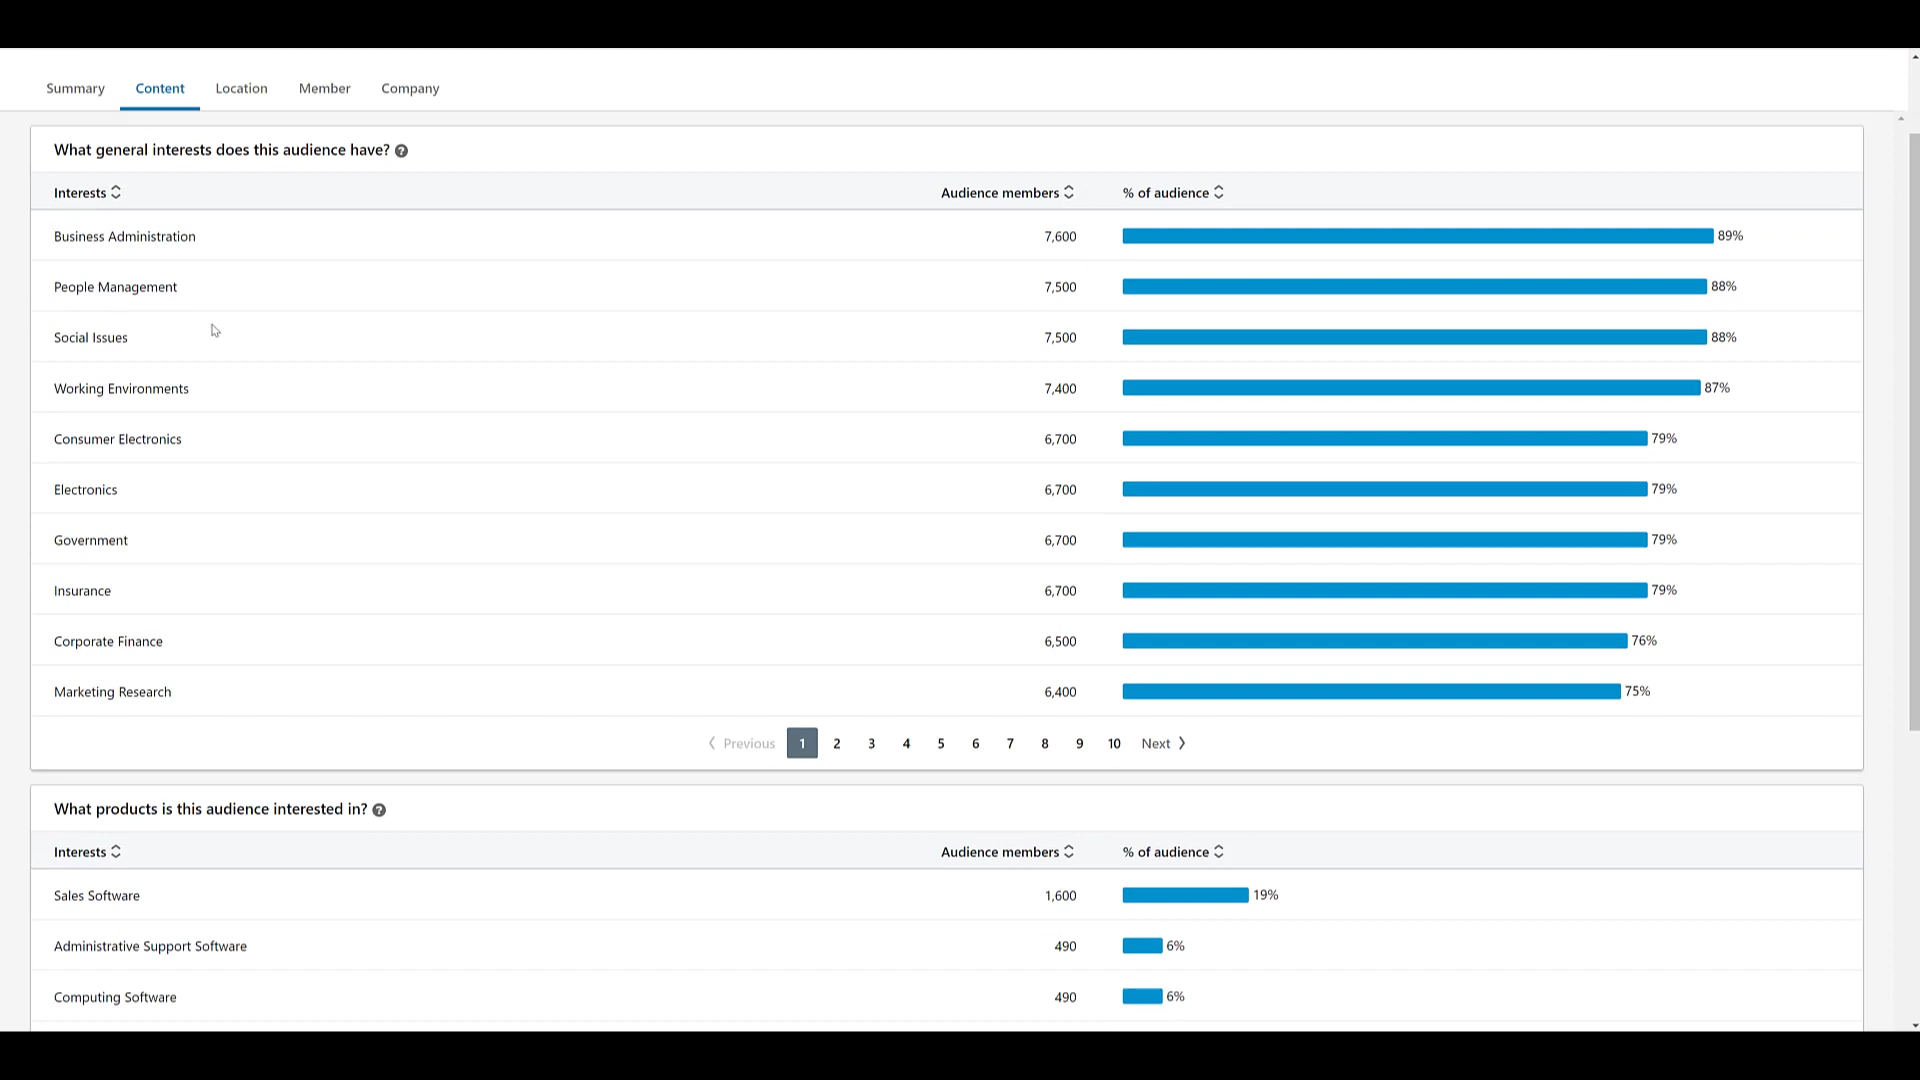 Summary Content Location Member Company
What general interests does this audience have? ?
Interests Audience members % of audience
Business Administration 7,600 89%
People Management 7,500 88%
Social Issues 7,500 88%
Working Environments 7,400 87%
Consumer Electronics 6,700 79%
Electronics 6,700 79%
Government 6,700 79%
Insurance 6,700 79%
Corporate Finance 6,500 76%
Marketing Research 6,400 75%
Previous 1 2 3 4 5 6 7 8 9 10 Next
What products is this audience interested in? ?
Interests Audience members % of audience
Sales Software 1,600 19%
Administrative Support Software 490 6%
Computing Software 490 6%